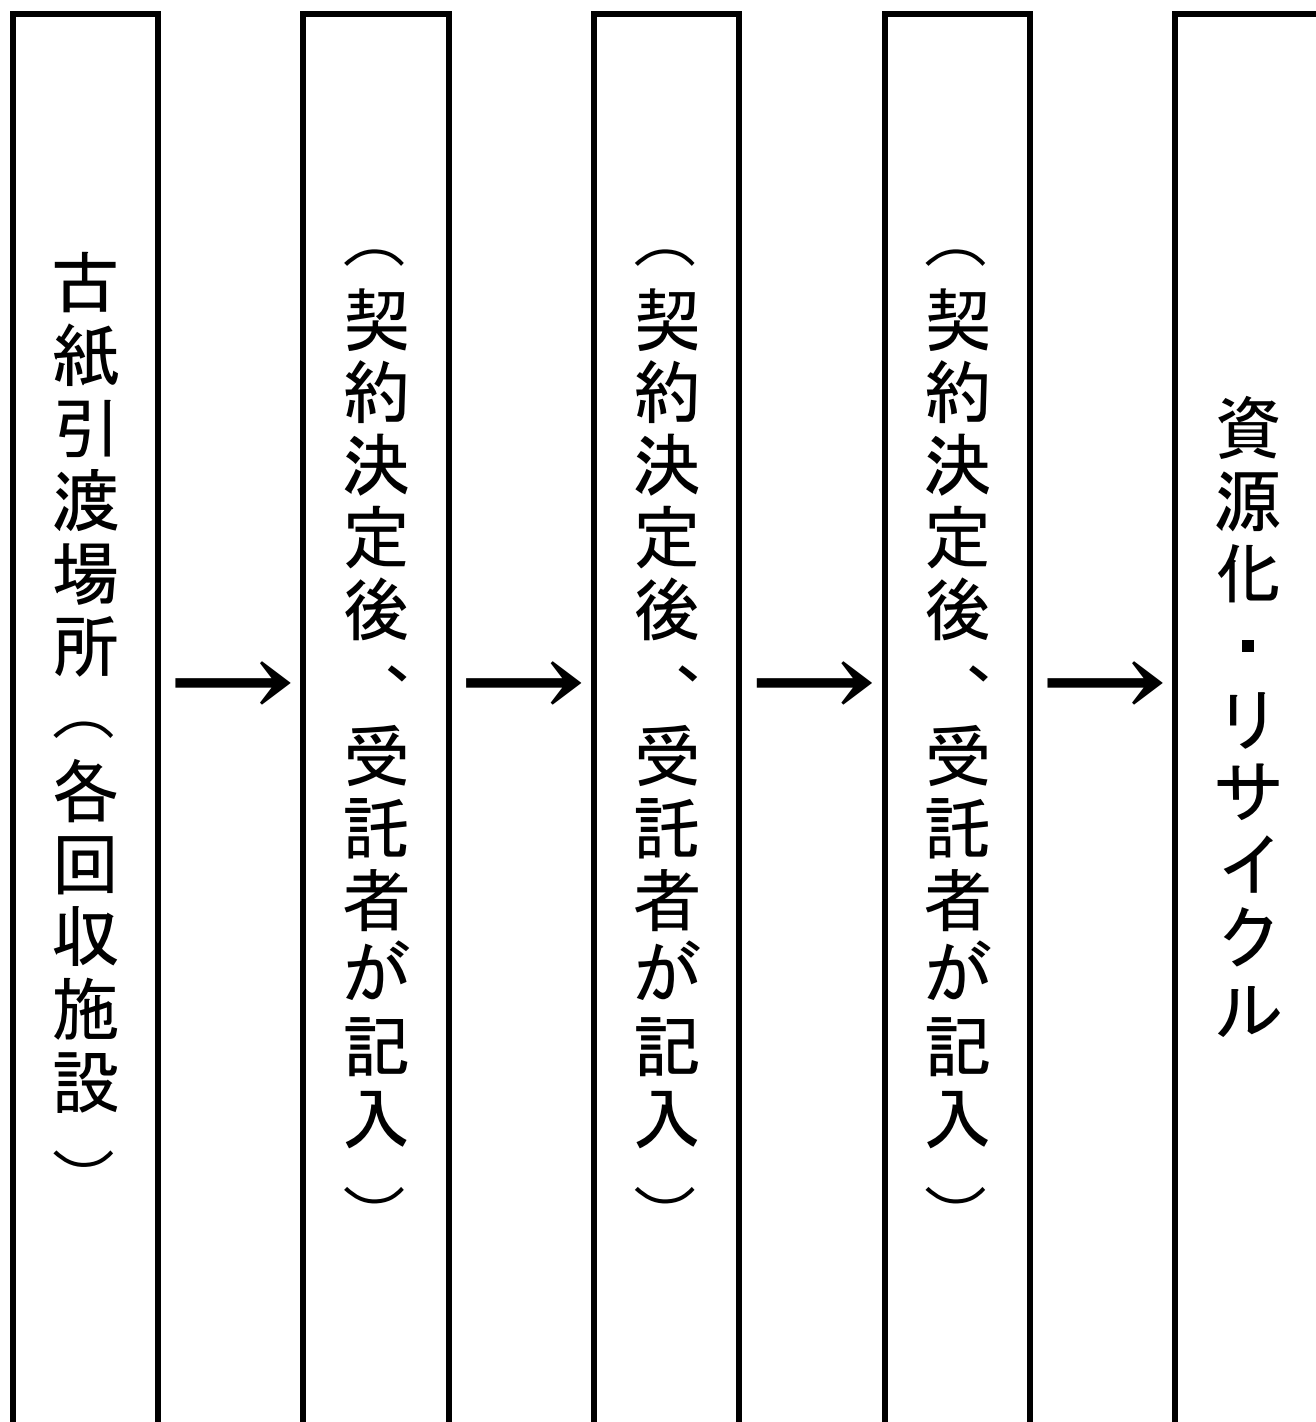 古紙引渡場所（各回収施設）
→
（契約決定後、受託者が記入）
→
（契約決定後、受託者が記入）
→
（契約決定後、受託者が記入）
→
資源化・リサイクル